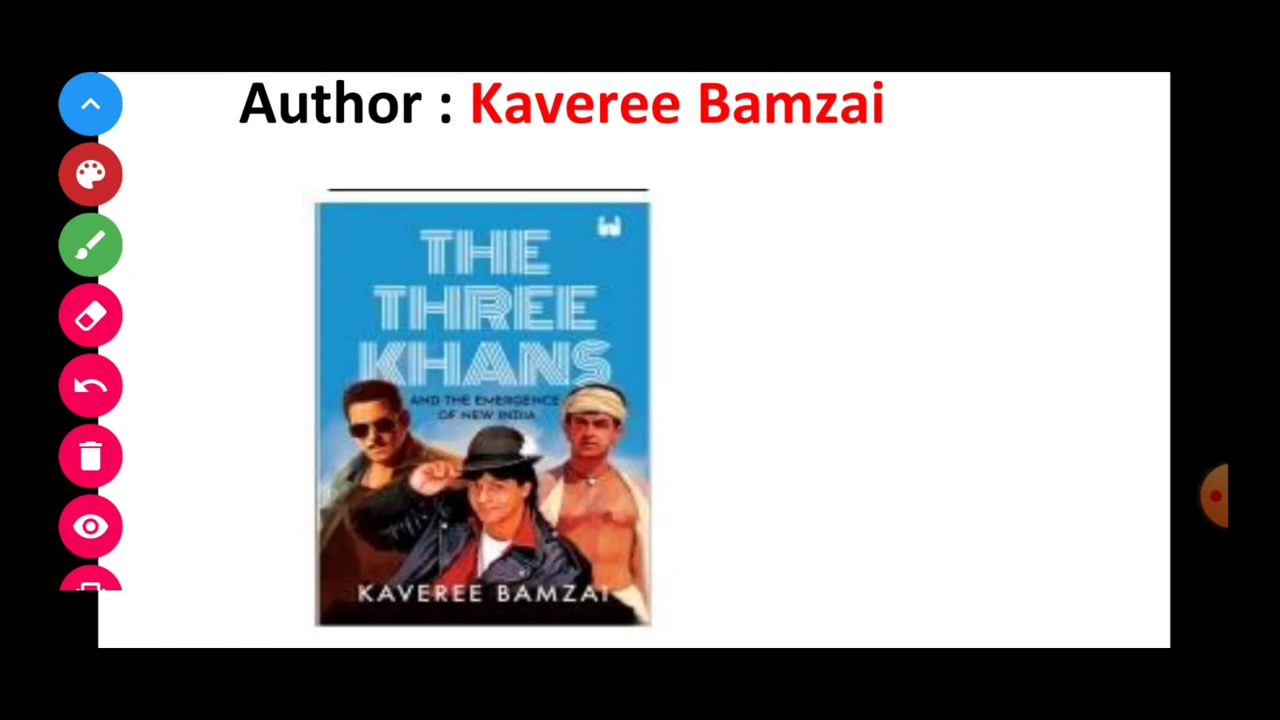 Author : Kaveree Bamzai
THE
THREE
KHANS
AND THE EMERGENCE
OF NEW INDIA
KAVEREE BAMZAI